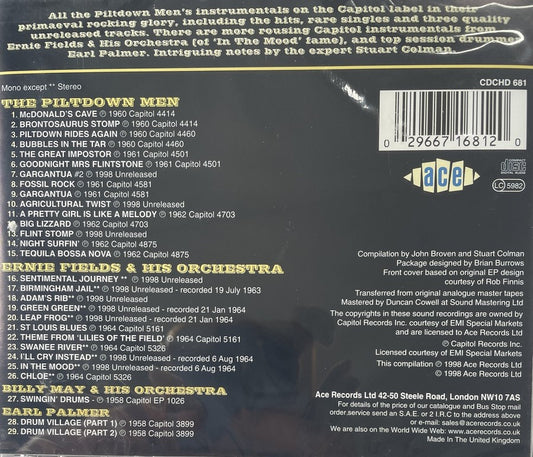 All the Piltdown Men's instrumentals on the Capitol label in their
primaeval rocking glory, including the hits, rare singles and three quality
unreleased tracks. There are more rousing Capitol instrumentals from
Ernie Fields & His Orchestra (of 'In The Mood' fame), and top session drummer
Earl Palmer. Intriguing notes by the expert Stuart Colman.
Mono except ** Stereo
CDCHD 681
THE PILTDOWN MEN
1. McDONALD'S CAVE ℗ 1960 Capitol 4414
2. BRONTOSAURUS STOMP ℗ 1960 Capitol 4414
3. PILTDOWN RIDES AGAIN ℗ 1960 Capitol 4460
4. BUBBLES IN THE TAR ℗ 1960 Capitol 4460
5. THE GREAT IMPOSTOR ℗ 1961 Capitol 4501
6. GOODNIGHT MRS FLINTSTONE ℗ 1961 Capitol 4501
7. GARGANTUA #2 ℗ 1998 Unreleased
8. FOSSIL ROCK ℗ 1961 Capitol 4581
9. GARGANTUA ℗ 1961 Capitol 4581
10. AGRICULTURAL TWIST ℗ 1998 Unreleased
11. A PRETTY GIRL IS LIKE A MELODY ℗ 1962 Capitol 4703
12. BIG LIZZARD ℗ 1962 Capitol 4703
13. FLINT STOMP ℗ 1998 Unreleased
14. NIGHT SURFIN' ℗ 1962 Capitol 4875
15. TEQUILA BOSSA NOVA ℗ 1962 Capitol 4875
ERNIE FIELDS & HIS ORCHESTRA
16. SENTIMENTAL JOURNEY ** ℗ 1998 Unreleased
17. BIRMINGHAM JAIL** ℗ 1998 Unreleased - recorded 19 July 1963
18. ADAM'S RIB** ℗ 1998 Unreleased
19. GREEN GREEN** ℗ 1998 Unreleased - recorded 21 Jan 1964
20. LEAP FROG** ℗ 1998 Unreleased - recorded 21 Jan 1964
21. ST LOUIS BLUES ℗ 1964 Capitol 5161
22. THEME FROM 'LILIES OF THE FIELD' ℗ 1964 Capitol 5161
23. SWANEE RIVER** ℗ 1964 Capitol 5326
24. I'LL CRY INSTEAD** ℗ 1998 Unreleased - recorded 6 Aug 1964
25. IN THE MOOD** ℗ 1998 Unreleased - recorded 6 Aug 1964
26. CHLOE** ℗ 1964 Capitol 5326
BILLY MAY & HIS ORCHESTRA
27. SWINGIN' DRUMS - ℗ 1958 Capitol EP 1026
EARL PALMER
28. DRUM VILLAGE (PART 1) ℗ 1958 Capitol 3899
29. DRUM VILLAGE (PART 2) ℗ 1958 Capitol 3899
0 29667 16812 0
ace
COMPACT
disc
DIGITAL AUDIO
LC 5982
Compilation by John Broven and Stuart Colman
Package designed by Brian Burrows
Front cover based on original EP design
courtesy of Rob Finnis
Transferred from original analogue master tapes
Mastered by Duncan Cowell at Sound Mastering Ltd
The copyrights in these sound recordings are owned by
Capitol Records Inc. courtesy of EMI Special Markets
and are licensed to Ace Records Ltd
℗ Capitol Records Inc.
Licensed courtesy of EMI Special Markets
This compilation ℗ 1998 Ace Records Ltd
© 1998 Ace Records Ltd
Ace Records Ltd 42-50 Steele Road, London NW10 7AS
For details of the price of our catalogue and Bus Stop mail
order.service send an S.A.E. or 2 I.R.C to the address above
or e-mail: sales@acerecords.co.uk
We are also on the World Wide Web: www.acerecords.co.uk
Made In The United Kingdom